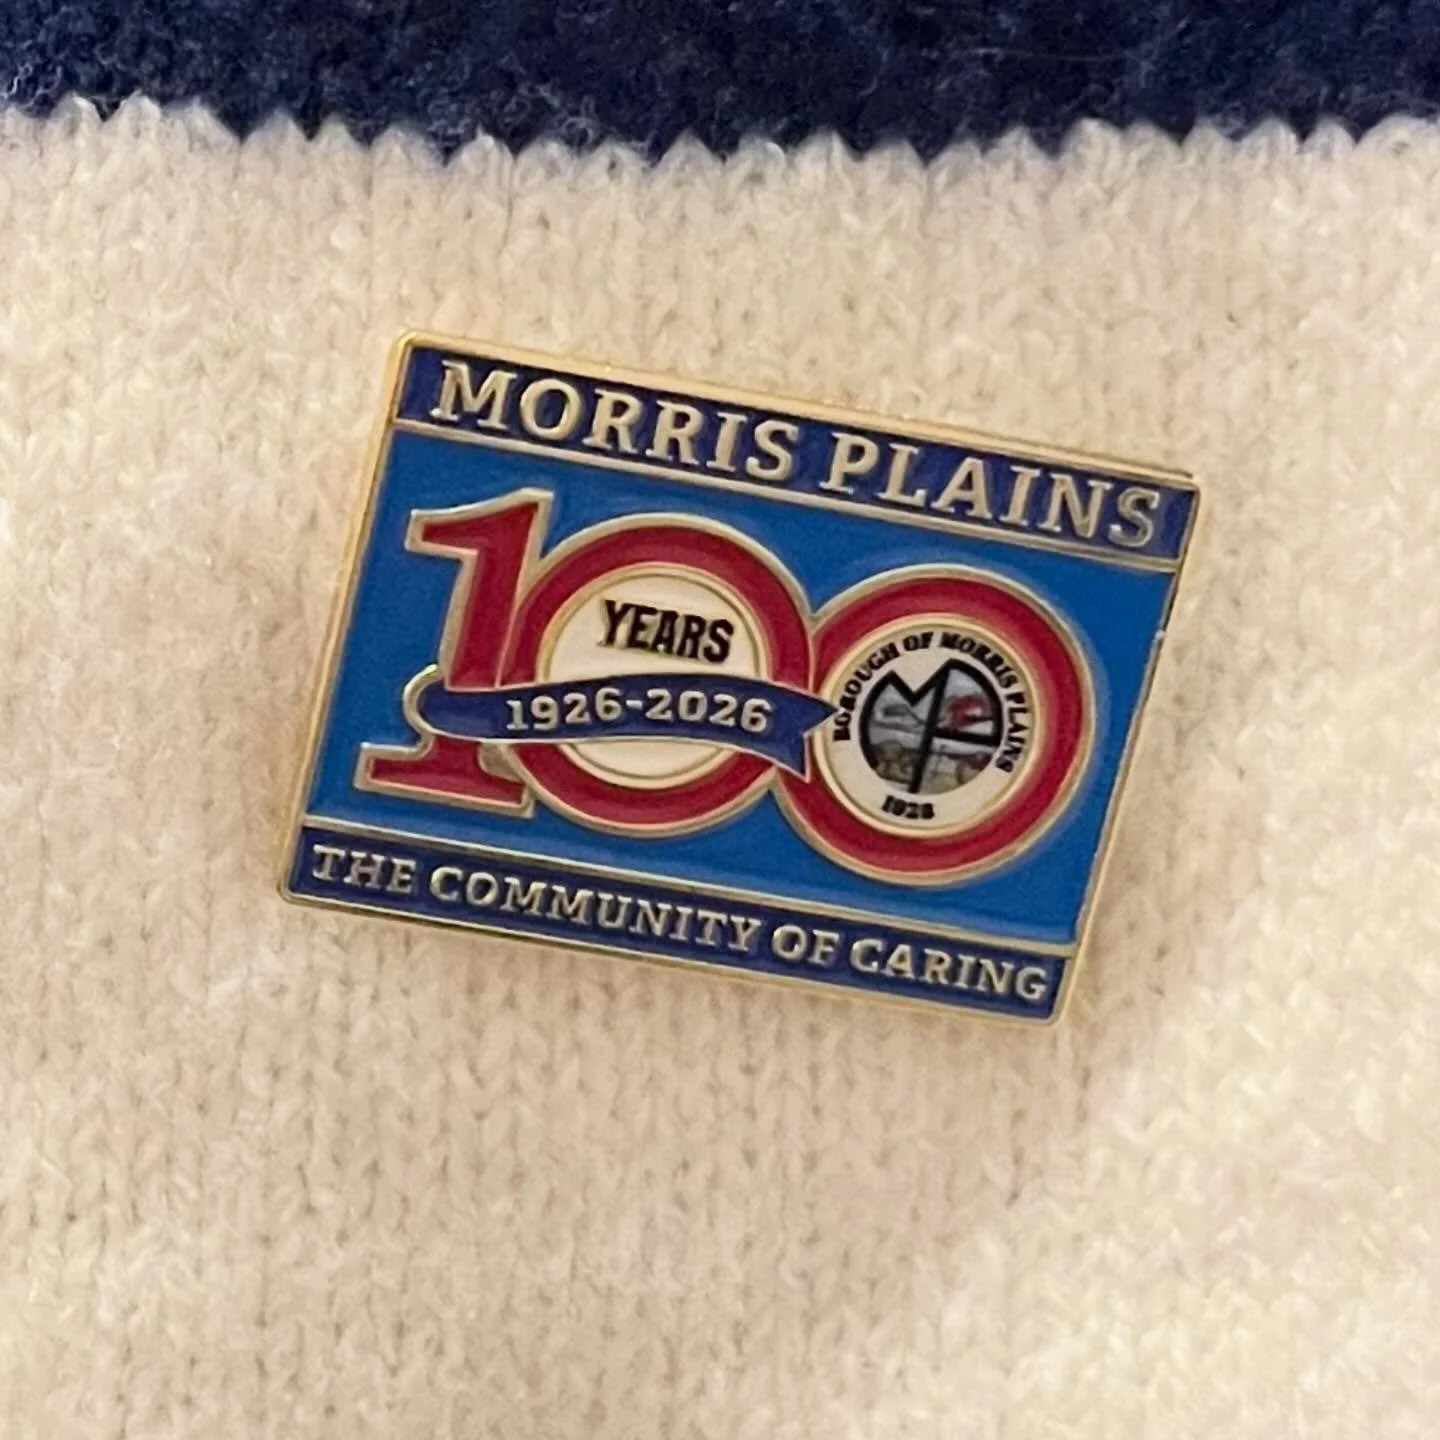 MORRIS PLAINS
100
YEARS
1926-2026
BOROUGH OF MORRIS PLAINS
MP
1926
THE COMMUNITY OF CARING